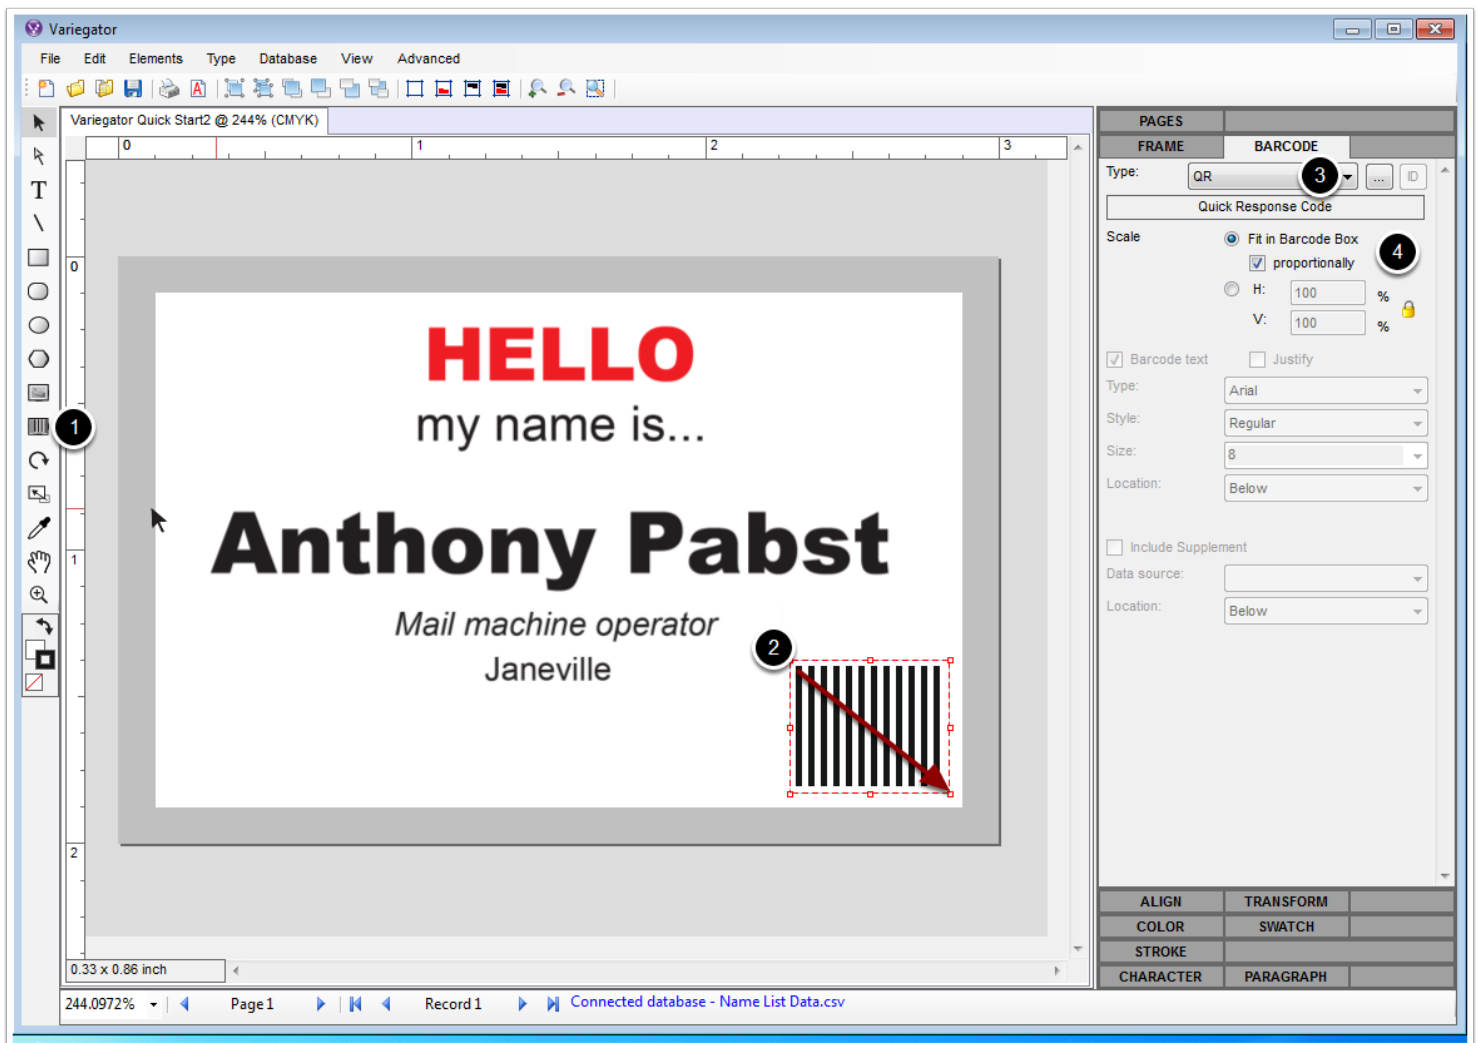 Variegator
File Edit Elements Type Database View Advanced
A
Variegator Quick Start2 @ 244% (CMYK)
0 1 2 3
0
1
2
T
1
HELLO
my name is...
Anthony Pabst
Mail machine operator
Janeville
2
PAGES
FRAME BARCODE
Type: QR 3 ... ID
Quick Response Code
Scale Fit in Barcode Box
proportionally 4
H: 100 %
V: 100 %
Barcode text Justify
Type: Arial
Style: Regular
Size: 8
Location: Below
Include Supplement
Data source:
Location: Below
ALIGN TRANSFORM
COLOR SWATCH
STROKE
CHARACTER PARAGRAPH
0.33 x 0.86 inch
244.0972% Page 1 Record 1 Connected database - Name List Data.csv